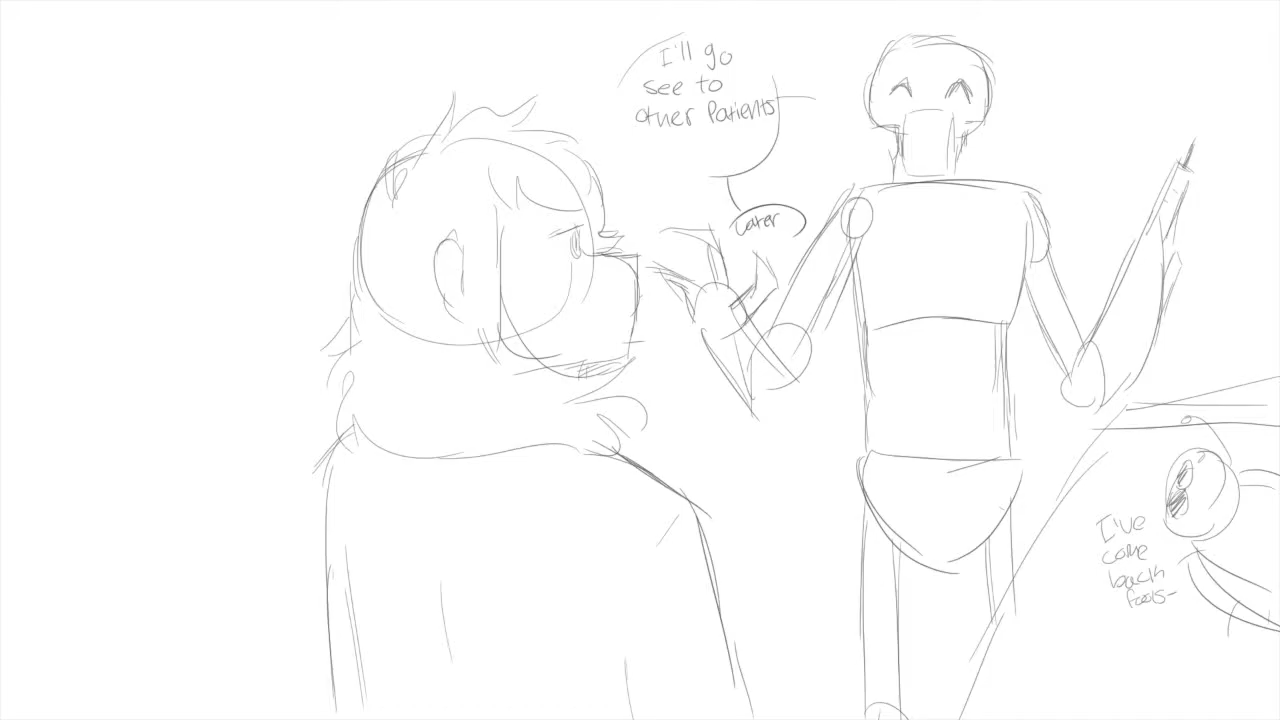 I'll go
see to
other Patients
Later
I've
come
back
fools-